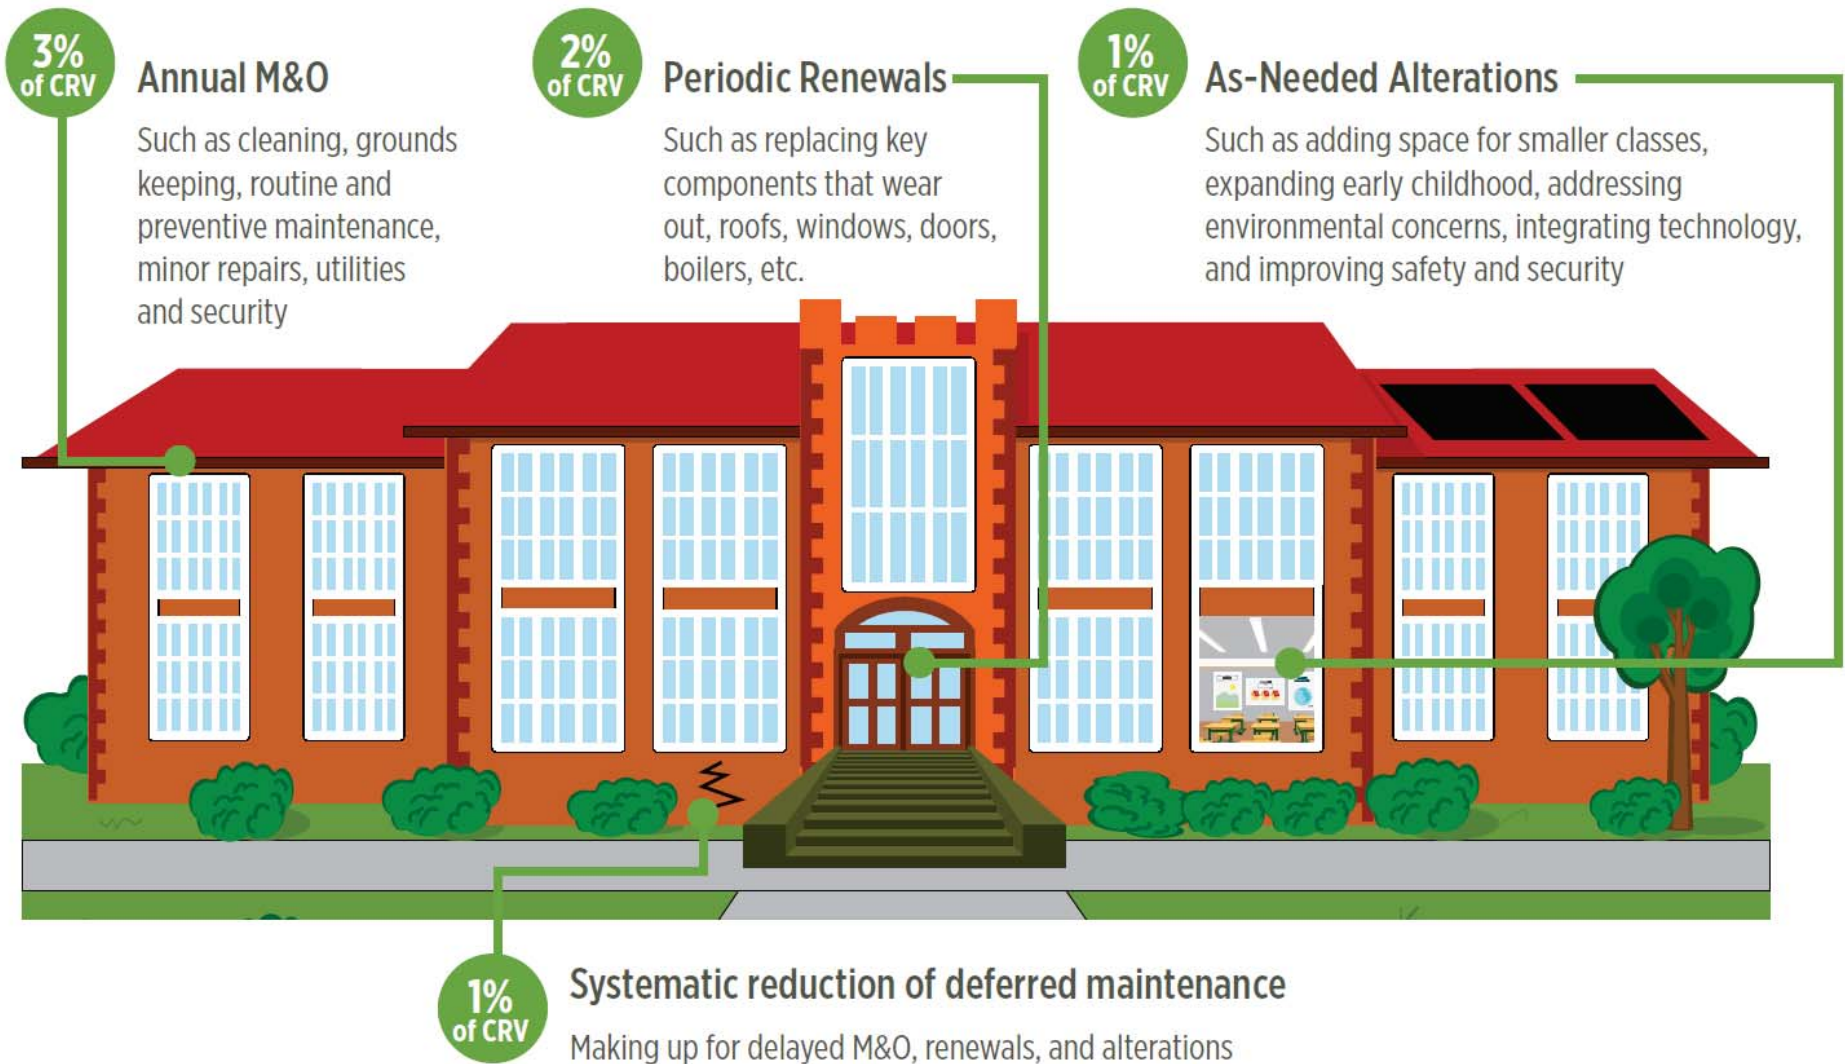 3%
of CRV
Annual M&O
Such as cleaning, grounds
keeping, routine and
preventive maintenance,
minor repairs, utilities
and security
2%
of CRV
Periodic Renewals
Such as replacing key
components that wear
out, roofs, windows, doors,
boilers, etc.
1%
of CRV
As-Needed Alterations
Such as adding space for smaller classes,
expanding early childhood, addressing
environmental concerns, integrating technology,
and improving safety and security
1%
of CRV
Systematic reduction of deferred maintenance
Making up for delayed M&O, renewals, and alterations